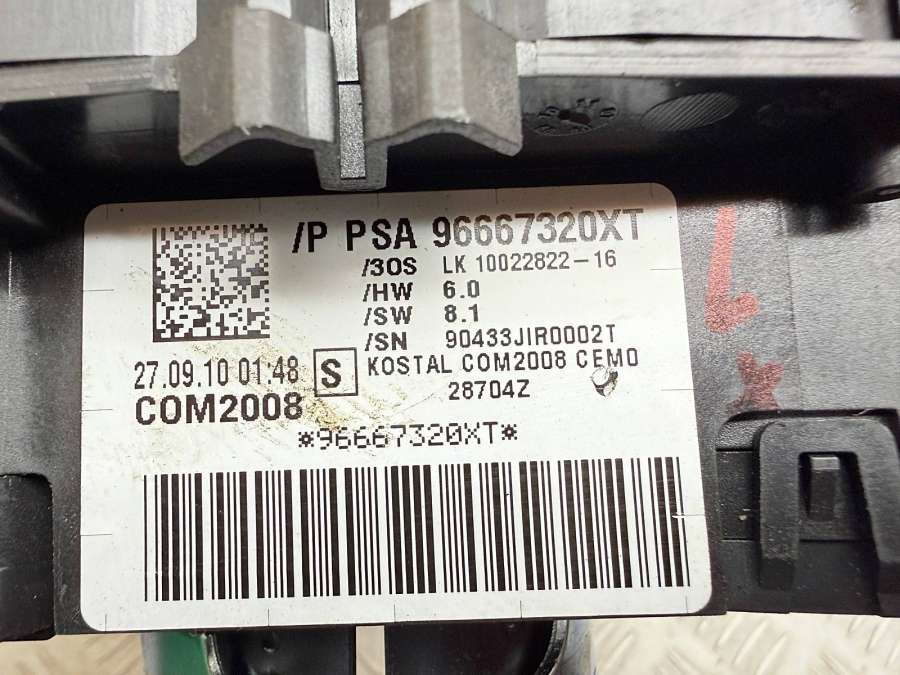 /P PSA 96667320XT
/3OS LK 10022822-16
/HW 6.0
/SW 8.1
/SN 90433JIR0002T
27.09.10 01:48 S KOSTAL COM2008 CEM0
28704Z
COM2008
*96667320XT*